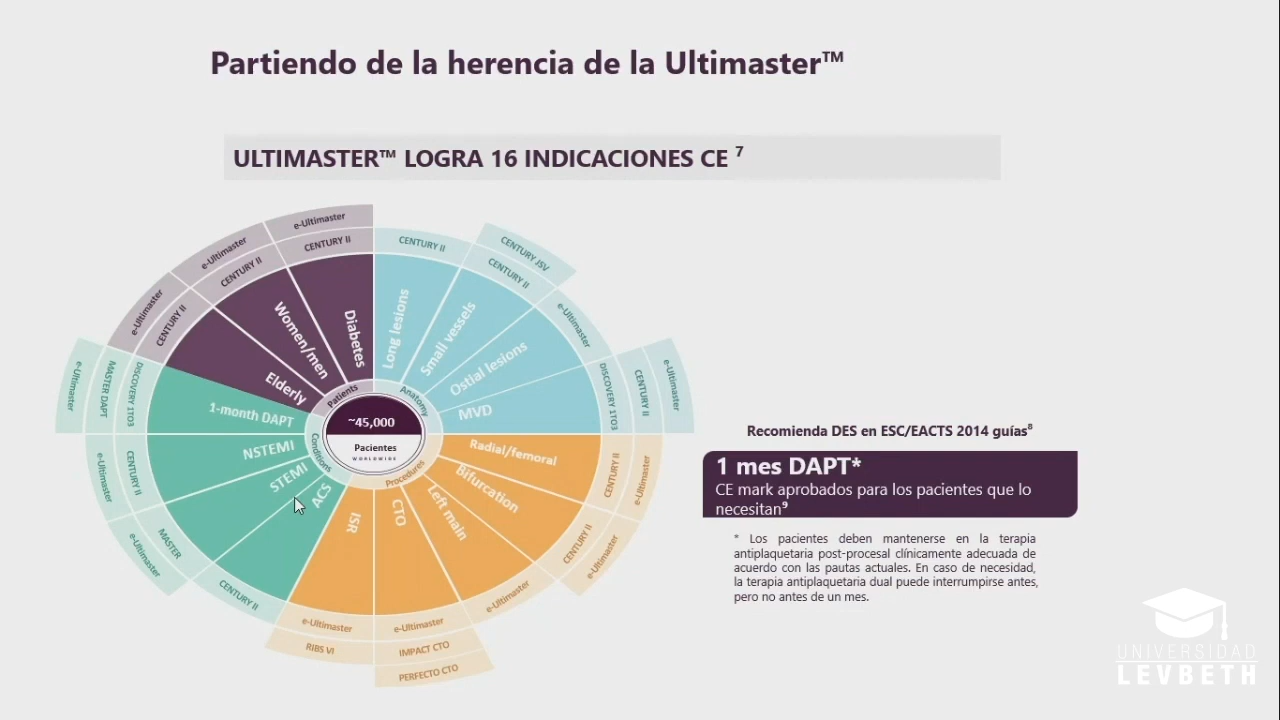 Partiendo de la herencia de la Ultimaster™
ULTIMASTER™ LOGRA 16 INDICACIONES CE ⁷
e-Ultimaster
CENTURY II
Diabetes
e-Ultimaster
CENTURY II
Women/men
e-Ultimaster
CENTURY II
Elderly
Patients
CENTURY II
Long lesions
CENTURY JSV
CENTURY II
Small vessels
e-Ultimaster
Ostial lesions
e-Ultimaster
CENTURY II
DISCOVERY 1TO3
MVD
Anatomy
e-Ultimaster
MASTER DAPT
DISCOVERY 1TO3
1-month DAPT
e-Ultimaster
CENTURY II
NSTEMI
e-Ultimaster
MASTER
STEMI
CENTURY II
ACS
Conditions
~45,000
Pacientes
WORLDWIDE
Radial/femoral
CENTURY II
e-Ultimaster
Bifurcation
CENTURY II
e-Ultimaster
Left main
e-Ultimaster
CTO
e-Ultimaster
IMPACT CTO
PERFECTO CTO
ISR
e-Ultimaster
RIBS VI
Procedures
Recomienda DES en ESC/EACTS 2014 guías⁸
1 mes DAPT*
CE mark aprobados para los pacientes que lo
necesitan⁹
* Los pacientes deben mantenerse en la terapia
antiplaquetaria post-procesal clínicamente adecuada de
acuerdo con las pautas actuales. En caso de necesidad,
la terapia antiplaquetaria dual puede interrumpirse antes,
pero no antes de un mes.
UNIVERSIDAD
LEVBETH